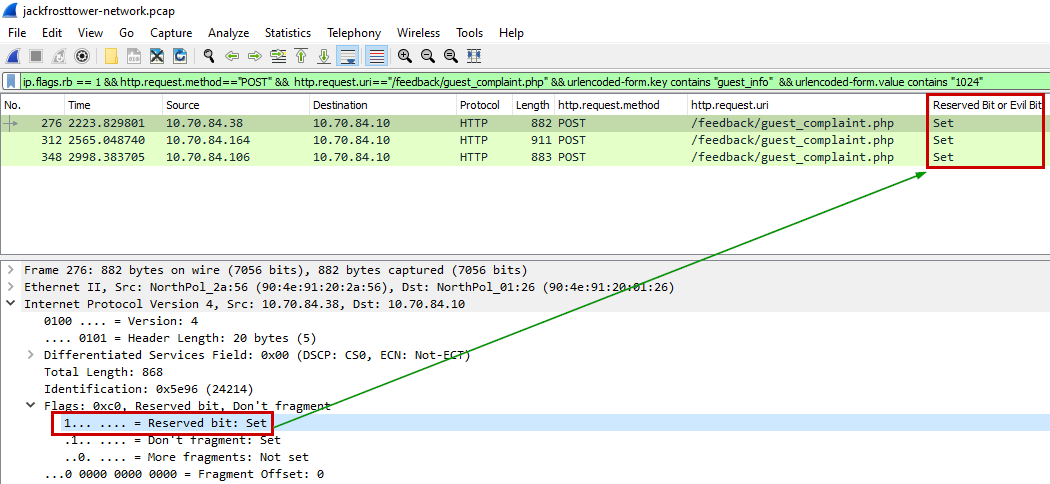 jackfrosttower-network.pcap
File Edit View Go Capture Analyze Statistics Telephony Wireless Tools Help
ip.flags.rb == 1 && http.request.method=="POST" && http.request.uri=="/feedback/guest_complaint.php" && urlencoded-form.key contains "guest_info" && urlencoded-form.value contains "1024"
No. Time Source Destination Protocol Length http.request.method http.request.uri Reserved Bit or Evil Bit
276 2223.829801 10.70.84.38 10.70.84.10 HTTP 882 POST /feedback/guest_complaint.php Set
312 2565.048740 10.70.84.164 10.70.84.10 HTTP 911 POST /feedback/guest_complaint.php Set
348 2998.383705 10.70.84.106 10.70.84.10 HTTP 883 POST /feedback/guest_complaint.php Set
Frame 276: 882 bytes on wire (7056 bits), 882 bytes captured (7056 bits)
Ethernet II, Src: NorthPol_2a:56 (90:4e:91:20:2a:56), Dst: NorthPol_01:26 (90:4e:91:20:01:26)
Internet Protocol Version 4, Src: 10.70.84.38, Dst: 10.70.84.10
0100 .... = Version: 4
.... 0101 = Header Length: 20 bytes (5)
Differentiated Services Field: 0x00 (DSCP: CS0, ECN: Not-ECT)
Total Length: 868
Identification: 0x5e96 (24214)
Flags: 0xc0, Reserved bit, Don't fragment
1... .... = Reserved bit: Set
.1.. .... = Don't fragment: Set
..0. .... = More fragments: Not set
...0 0000 0000 0000 = Fragment Offset: 0